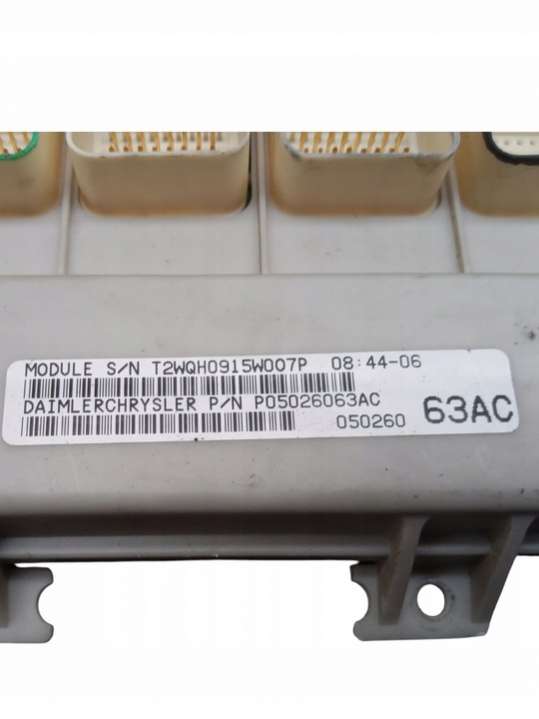 MODULE S/N T2WQH0915W007P 08:44-06
DAIMLERCHRYSLER P/N P05026063AC
050260 63AC